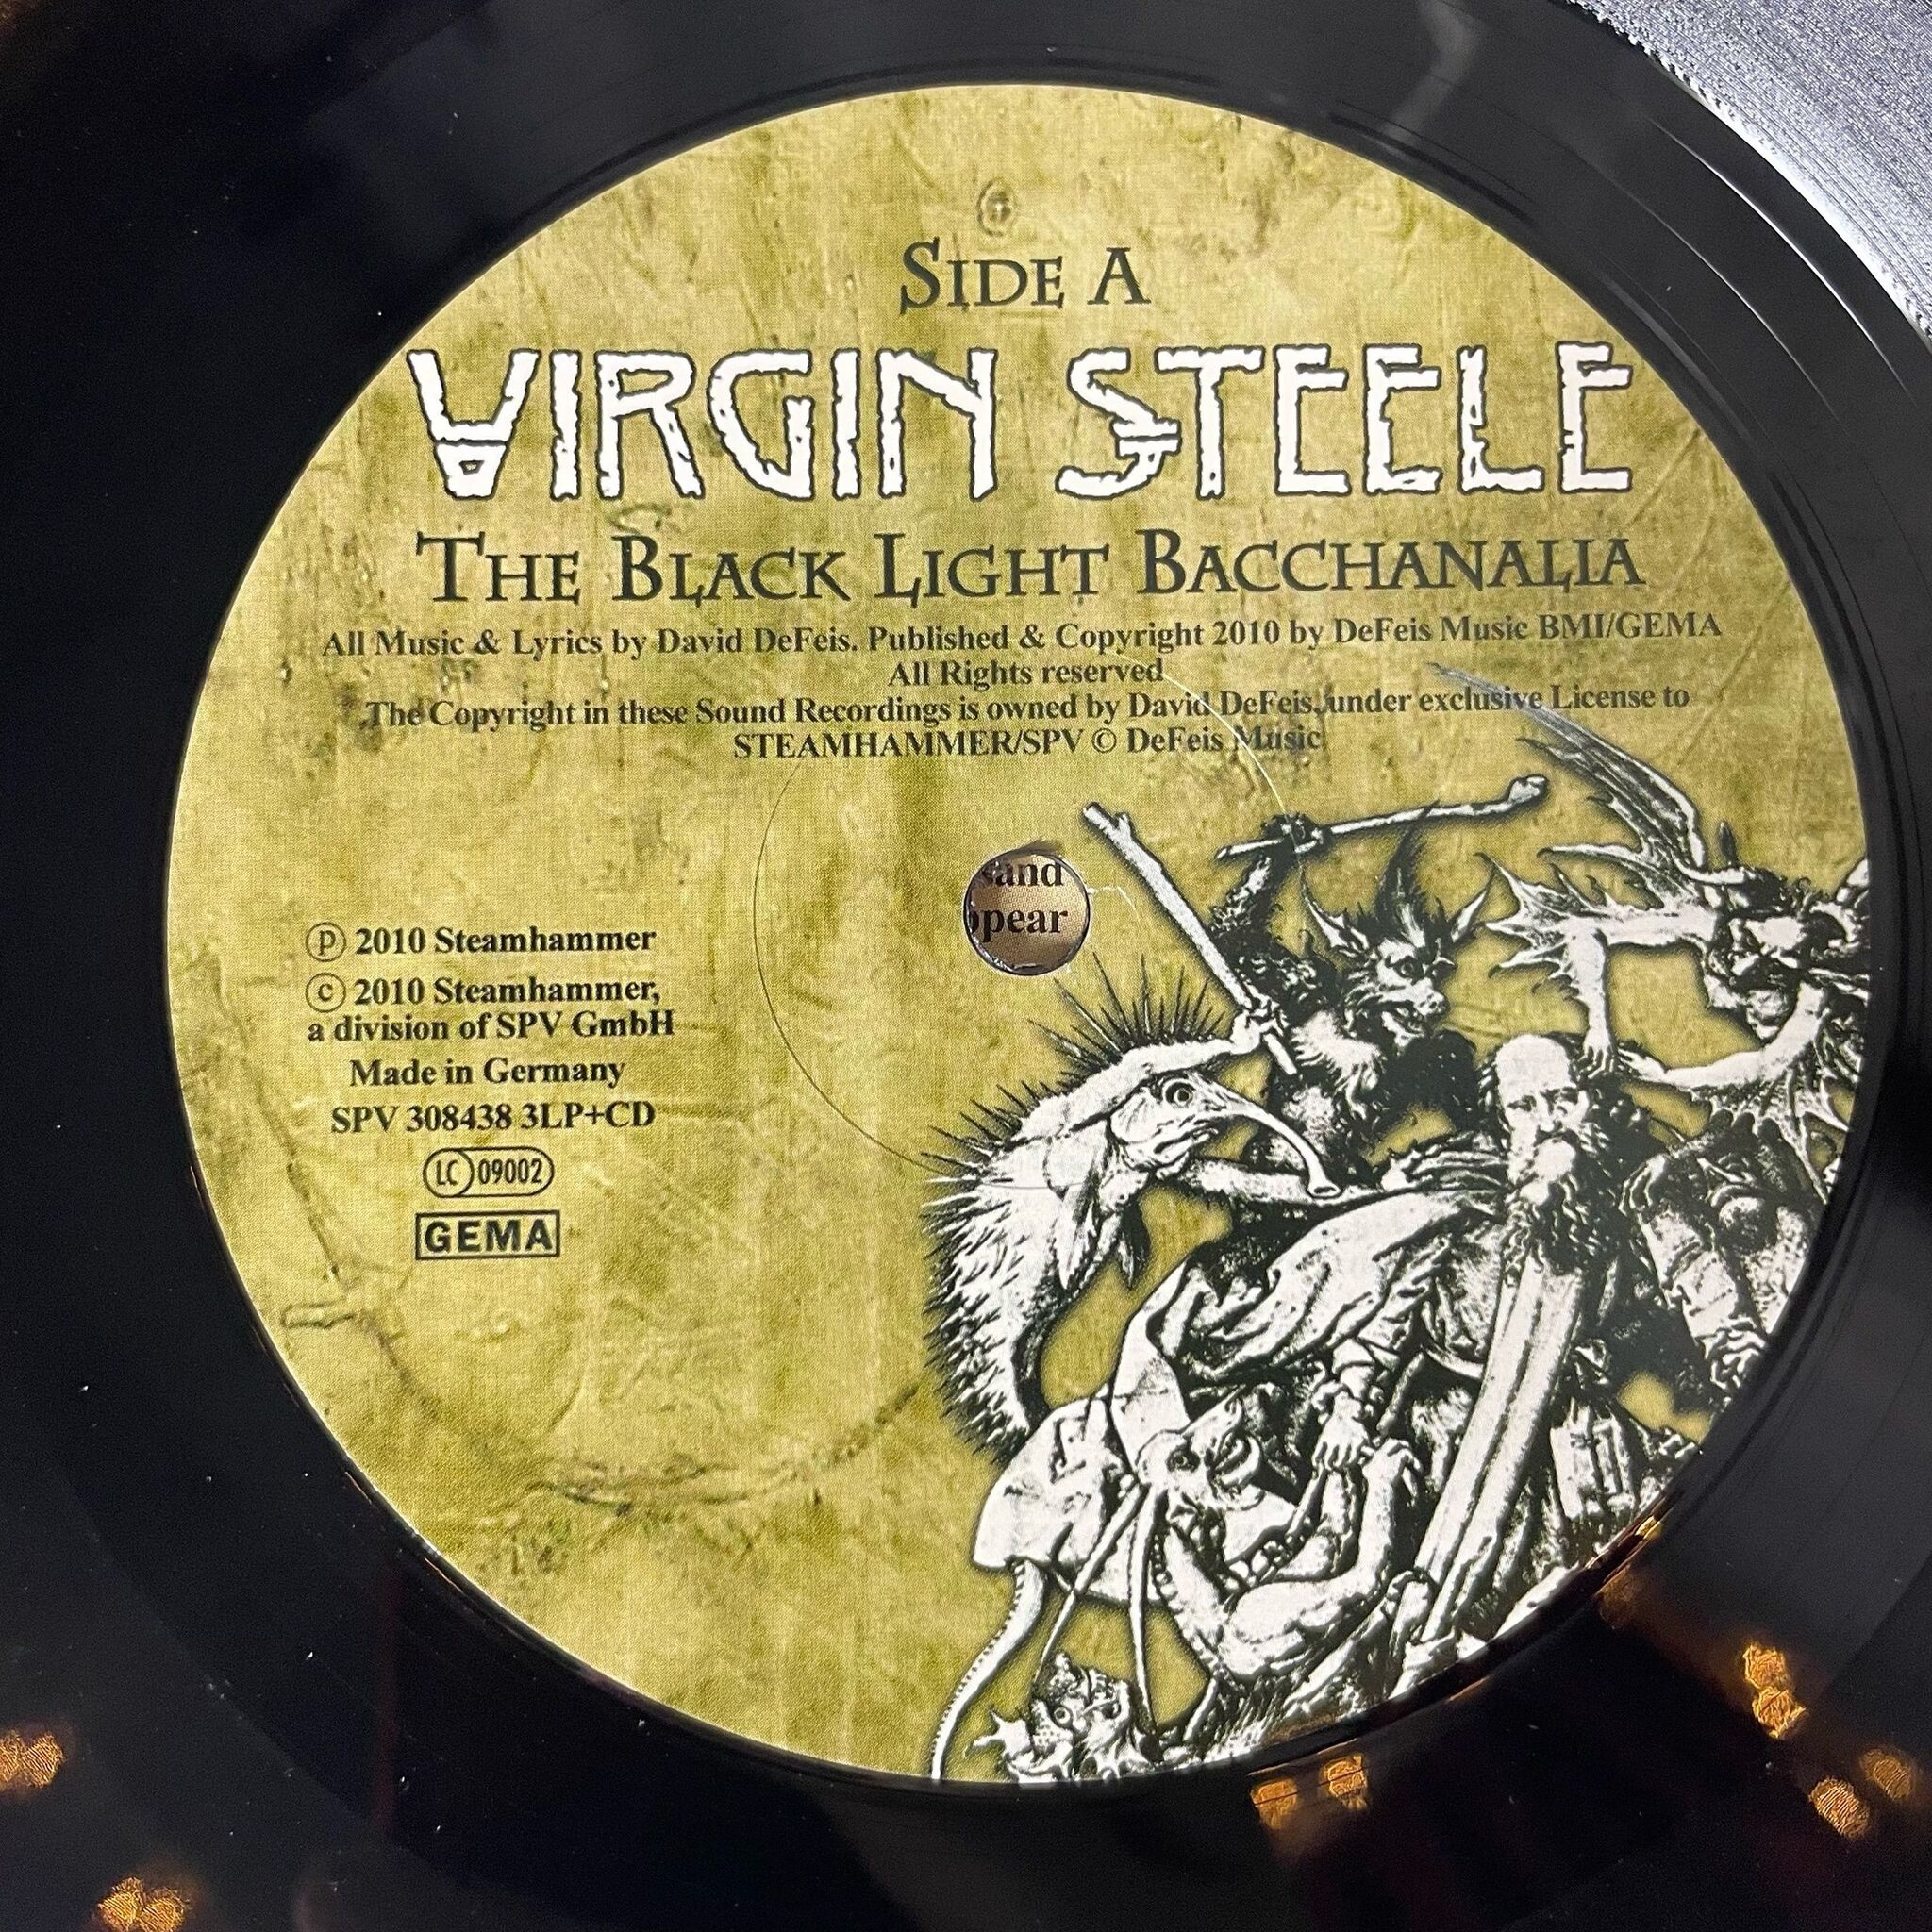 SIDE A
VIRGIN STEELE
THE BLACK LIGHT BACCHANALIA
All Music & Lyrics by David DeFeis. Published & Copyright 2010 by DeFeis Music BMI/GEMA
All Rights reserved
The Copyright in these Sound Recordings is owned by David DeFeis, under exclusive License to
STEAMHAMMER/SPV © DeFeis Music
and
pear
Ⓟ 2010 Steamhammer
Ⓒ 2010 Steamhammer,
a division of SPV GmbH
Made in Germany
SPV 308438 3LP+CD
LC 09002
GEMA